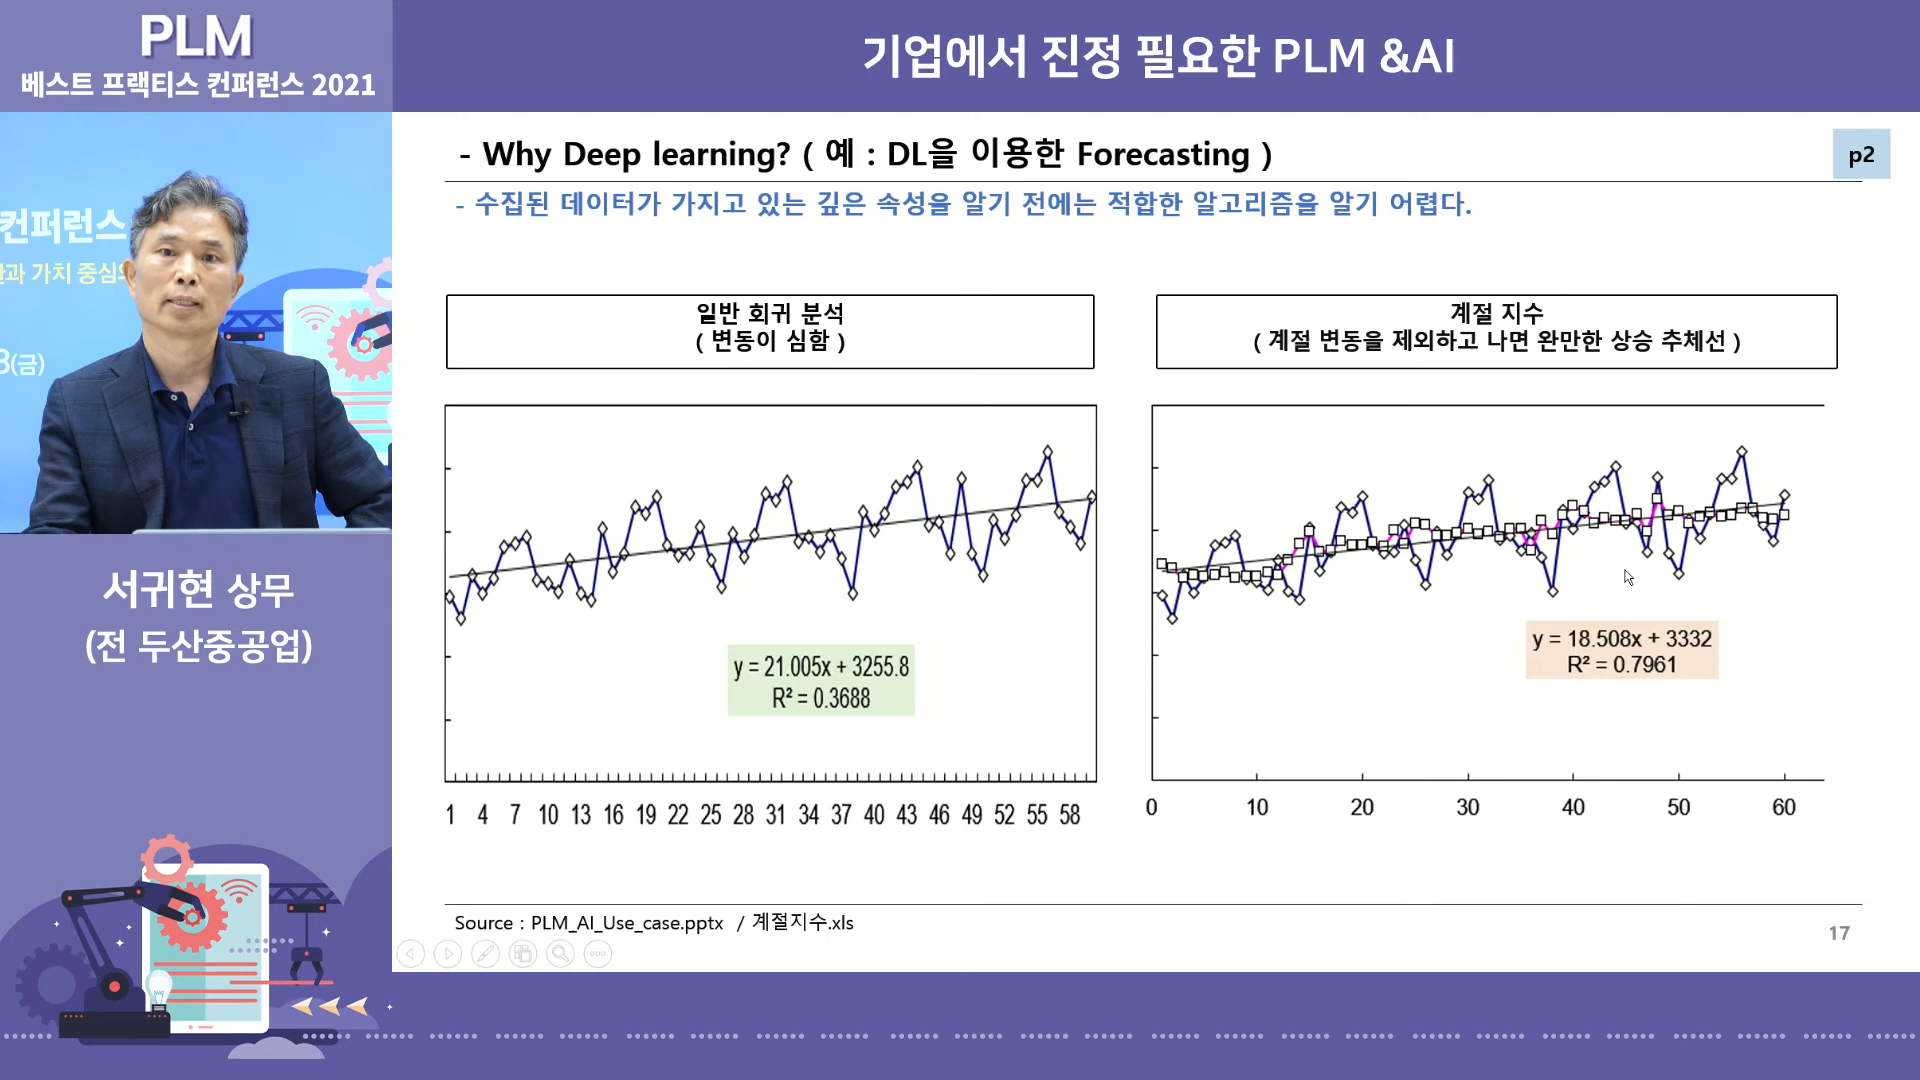 PLM
베스트 프랙티스 컨퍼런스 2021
기업에서 진정 필요한 PLM &AI
컨퍼런스
과 가치 중심
(금)
서귀현 상무
(전 두산중공업)
- Why Deep learning? ( 예 : DL을 이용한 Forecasting )
p2
- 수집된 데이터가 가지고 있는 깊은 속성을 알기 전에는 적합한 알고리즘을 알기 어렵다.
일반 회귀 분석
( 변동이 심함 )
계절 지수
( 계절 변동을 제외하고 나면 완만한 상승 추체선 )
y = 21.005x + 3255.8
R² = 0.3688
1 4 7 10 13 16 19 22 25 28 31 34 37 40 43 46 49 52 55 58
y = 18.508x + 3332
R² = 0.7961
0 10 20 30 40 50 60
Source : PLM_AI_Use_case.pptx / 계절지수.xls
17